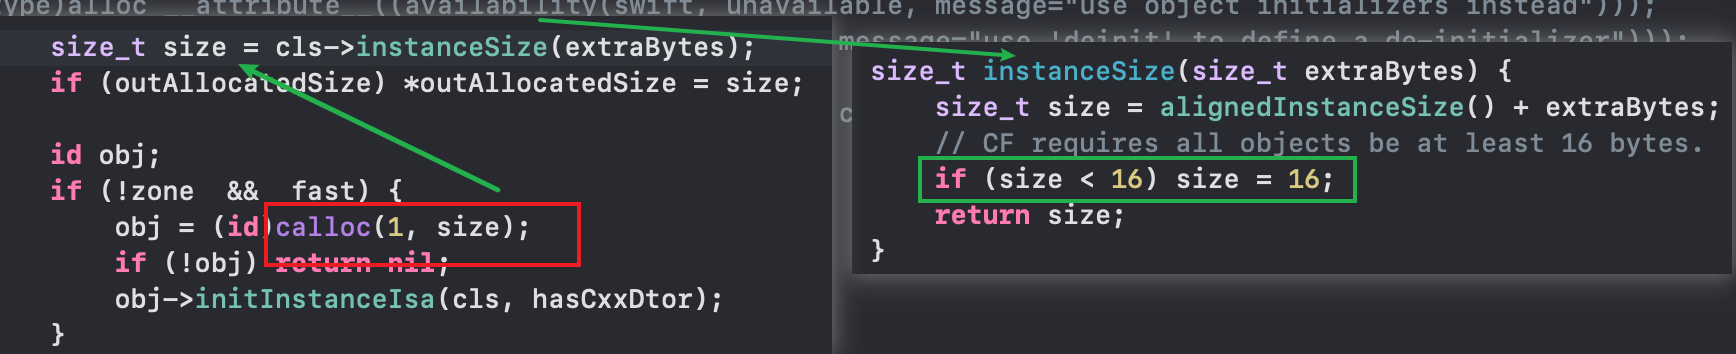 type)alloc __attribute__((availability(swift, unavailable, message="use object initializers instead")));
size_t size = cls->instanceSize(extraBytes);
if (outAllocatedSize) *outAllocatedSize = size;
id obj;
if (!zone  &&  fast) {
obj = (id)calloc(1, size);
if (!obj) return nil;
obj->initInstanceIsa(cls, hasCxxDtor);
}
message="use 'deinit' to define a de-initializer")));
size_t instanceSize(size_t extraBytes) {
size_t size = alignedInstanceSize() + extraBytes;
// CF requires all objects be at least 16 bytes.
if (size < 16) size = 16;
return size;
}